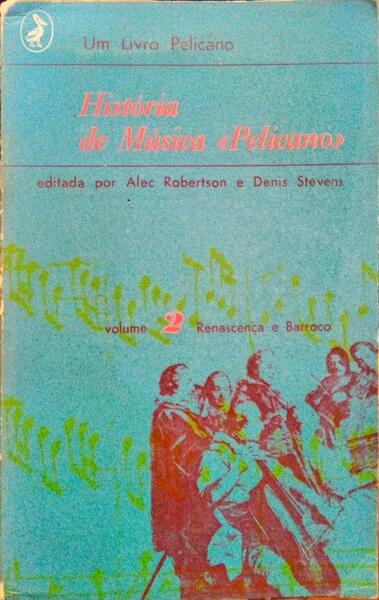 Um Livro Pelicano
História
de Música «Pelicano»
editada por Alec Robertson e Denis Stevens
volume 2 Renascença e Barroco